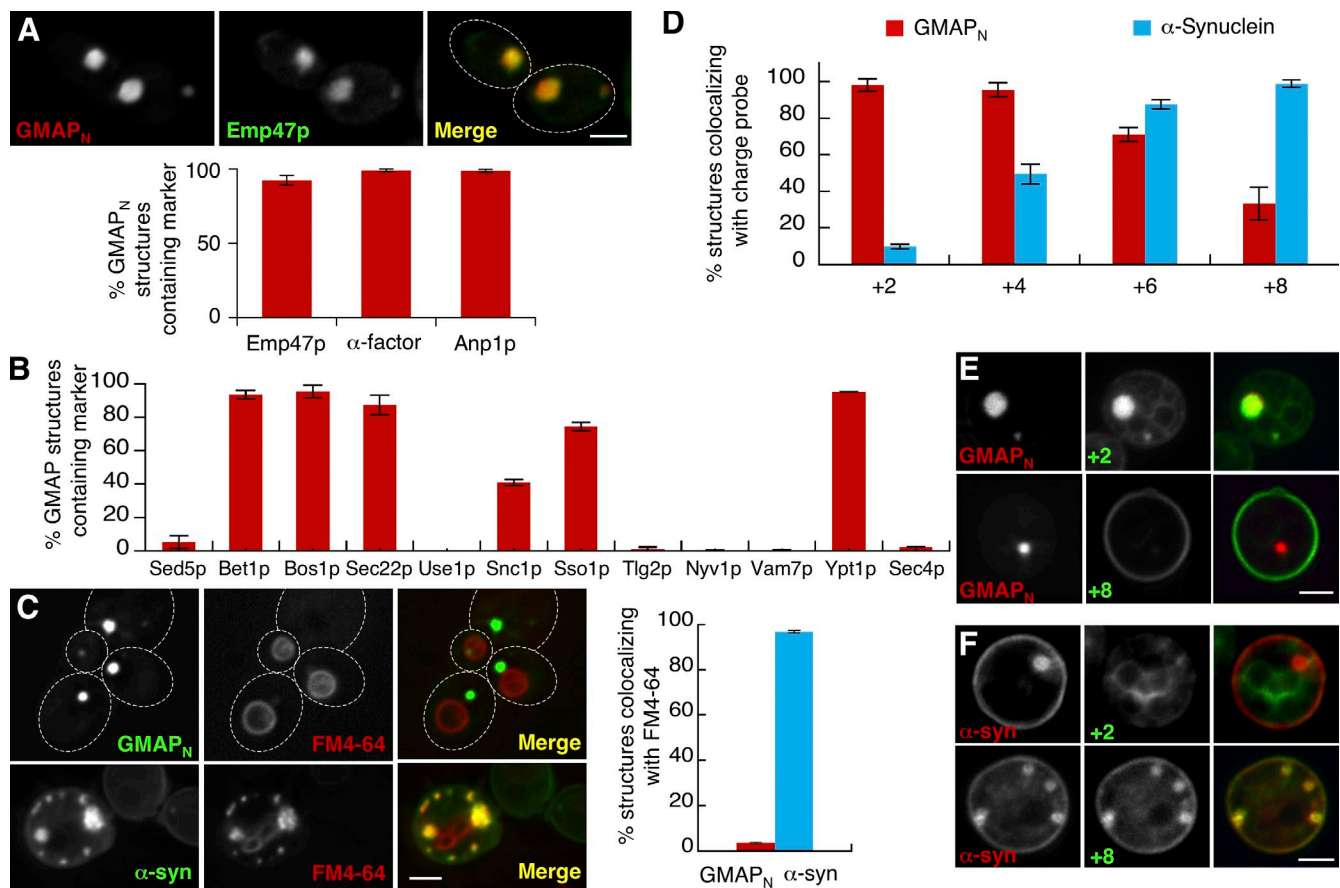 A
GMAPN
Emp47p
Merge
% GMAPN
structures
containing marker
100
50
0
Emp47p α-factor Anp1p
B
% GMAP structures
containing marker
100
80
60
40
20
0
Sed5p Bet1p Bos1p Sec22p Use1p Snc1p Sso1p Tlg2p Nyv1p Vam7p Ypt1p Sec4p
C
GMAPN
FM4-64
Merge
α-syn
FM4-64
Merge
% structures colocalizing
with FM4-64
100
80
60
40
20
0
GMAPN α-syn
D
GMAPN
α-Synuclein
% structures colocalizing
with charge probe
100
80
60
40
20
0
+2 +4 +6 +8
E
GMAPN
+2
GMAPN
+8
F
α-syn
+2
α-syn
+8